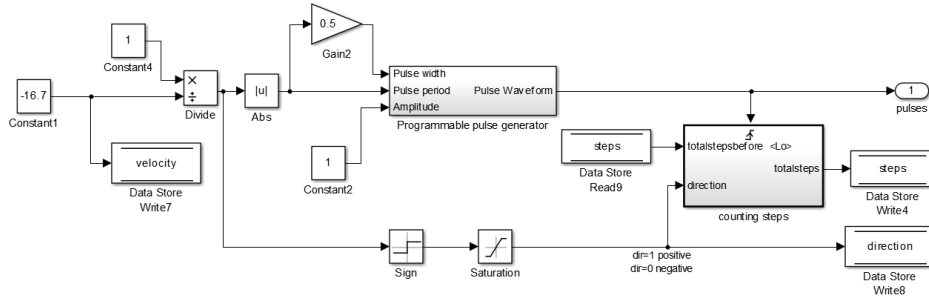 0.5
Gain2
1
Constant4
-16.7
Constant1
×
÷
Divide
|u|
Abs
Pulse width
Pulse period
Amplitude
Pulse Waveform
Programmable pulse generator
1
pulses
velocity
Data Store
Write7
1
Constant2
steps
Data Store
Read9
totalstepsbefore <Lo>
totalsteps
direction
counting steps
steps
Data Store
Write4
Sign
Saturation
dir=1 positive
dir=0 negative
direction
Data Store
Write8